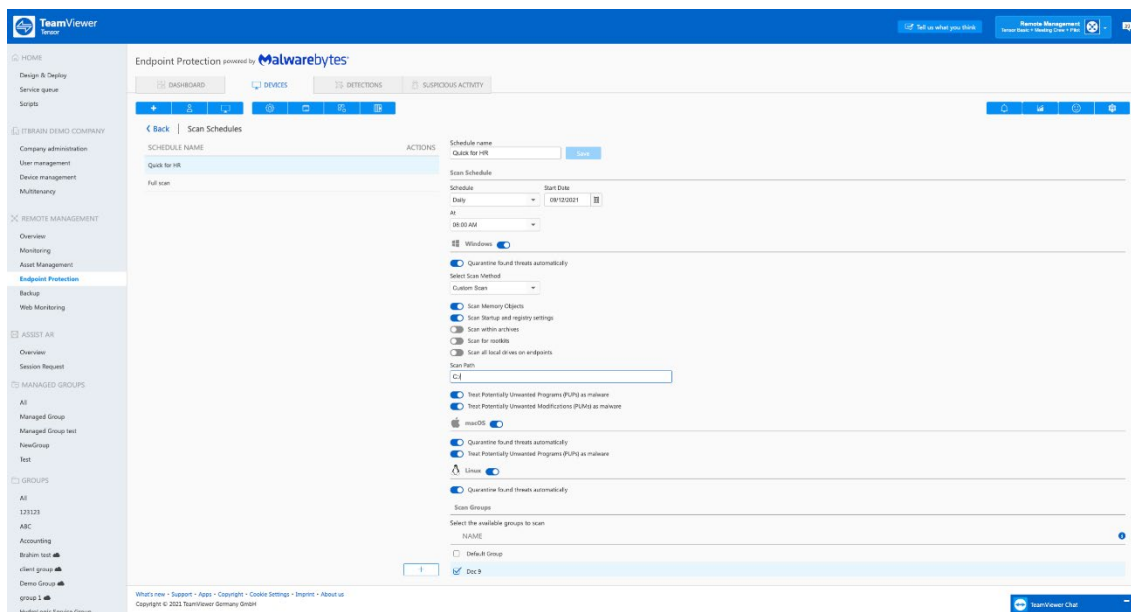 TeamViewer
Tensor
Tell us what you think
Remote Management
Tensor Basic + Meeting Crew + Pilot
HOME
Design & Deploy
Service queue
Scripts
ITBRAIN DEMO COMPANY
Company administration
User management
Device management
Multitenancy
REMOTE MANAGEMENT
Overview
Monitoring
Asset Management
Endpoint Protection
Backup
Web Monitoring
ASSIST AR
Overview
Session Request
MANAGED GROUPS
All
Managed Group
Managed Group test
NewGroup
Test
GROUPS
All
123123
ABC
Accounting
Brahim test
client group
Demo Group
group 1
Endpoint Protection powered by Malwarebytes
DASHBOARD
DEVICES
DETECTIONS
SUSPICIOUS ACTIVITY
Back | Scan Schedules
SCHEDULE NAME ACTIONS
Quick for HR
Full scan
Schedule name
Quick for HR Save
Scan Schedule
Schedule Start Date
Daily 09/12/2021
At
08:00 AM
Windows
Quarantine found threats automatically
Select Scan Method
Custom Scan
Scan Memory Objects
Scan Startup and registry settings
Scan within archives
Scan for rootkits
Scan all local drives on endpoints
Scan Path
C:/
Treat Potentially Unwanted Programs (PUPs) as malware
Treat Potentially Unwanted Modifications (PUMs) as malware
macOS
Quarantine found threats automatically
Treat Potentially Unwanted Programs (PUPs) as malware
Linux
Quarantine found threats automatically
Scan Groups
Select the available groups to scan
NAME
Default Group
Dec 9
What's new - Support - Apps - Copyright - Cookie Settings - Imprint - About us
Copyright © 2021 TeamViewer Germany GmbH
TeamViewer Chat